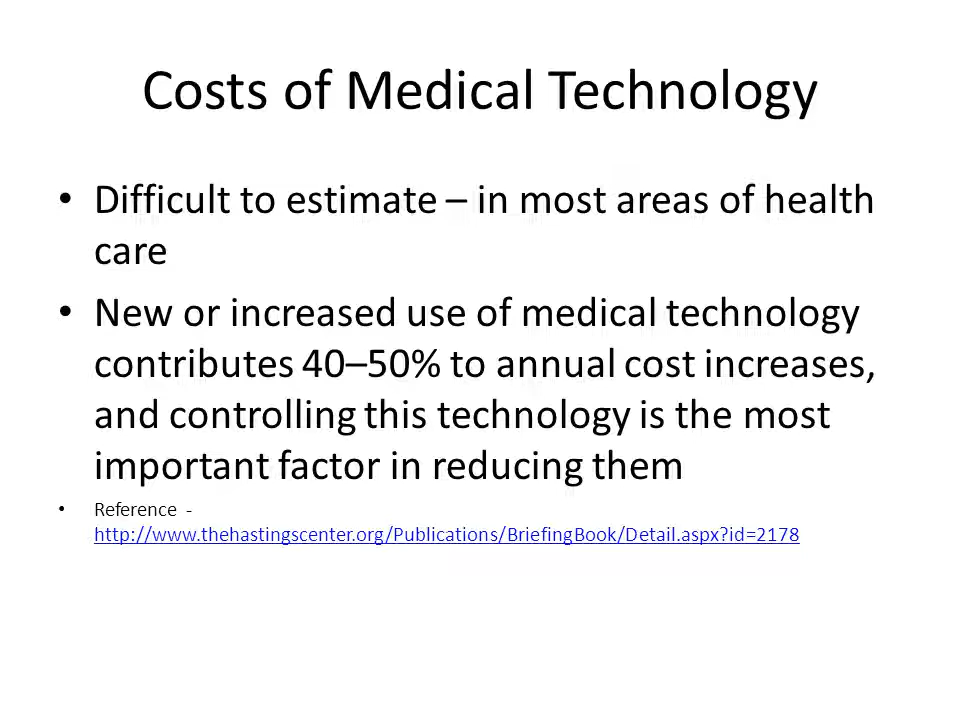 Costs of Medical Technology
• Difficult to estimate – in most areas of health
care
• New or increased use of medical technology
contributes 40–50% to annual cost increases,
and controlling this technology is the most
important factor in reducing them
• Reference -
http://www.thehastingscenter.org/Publications/BriefingBook/Detail.aspx?id=2178